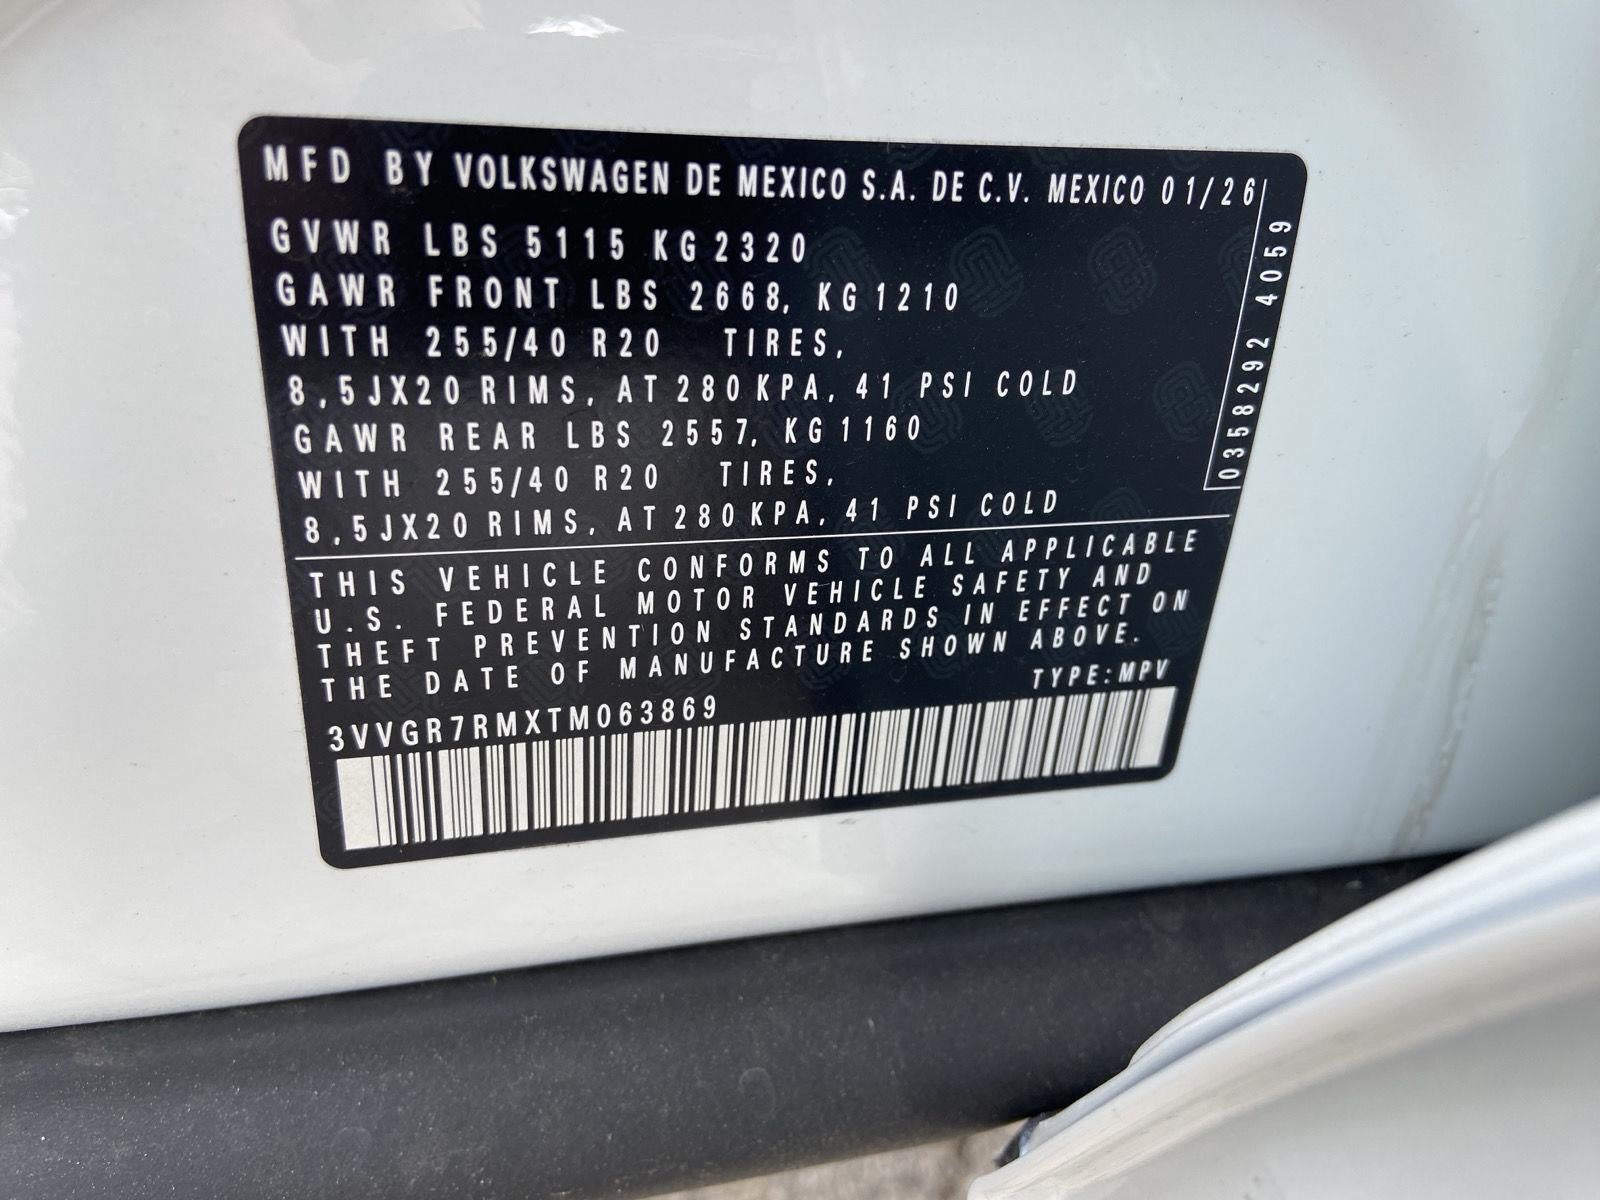 MFD BY VOLKSWAGEN DE MEXICO S.A. DE C.V. MEXICO 01/26
GVWR LBS 5115 KG 2320
GAWR FRONT LBS 2668, KG 1210
WITH 255/40 R20 TIRES,
8,5JX20 RIMS, AT 280 KPA, 41 PSI COLD
GAWR REAR LBS 2557, KG 1160
WITH 255/40 R20 TIRES,
8,5JX20 RIMS, AT 280 KPA, 41 PSI COLD
0358292 4059
THIS VEHICLE CONFORMS TO ALL APPLICABLE
U.S. FEDERAL MOTOR VEHICLE SAFETY AND
THEFT PREVENTION STANDARDS IN EFFECT ON
THE DATE OF MANUFACTURE SHOWN ABOVE.
TYPE:MPV
3VVGR7RMXTM063869